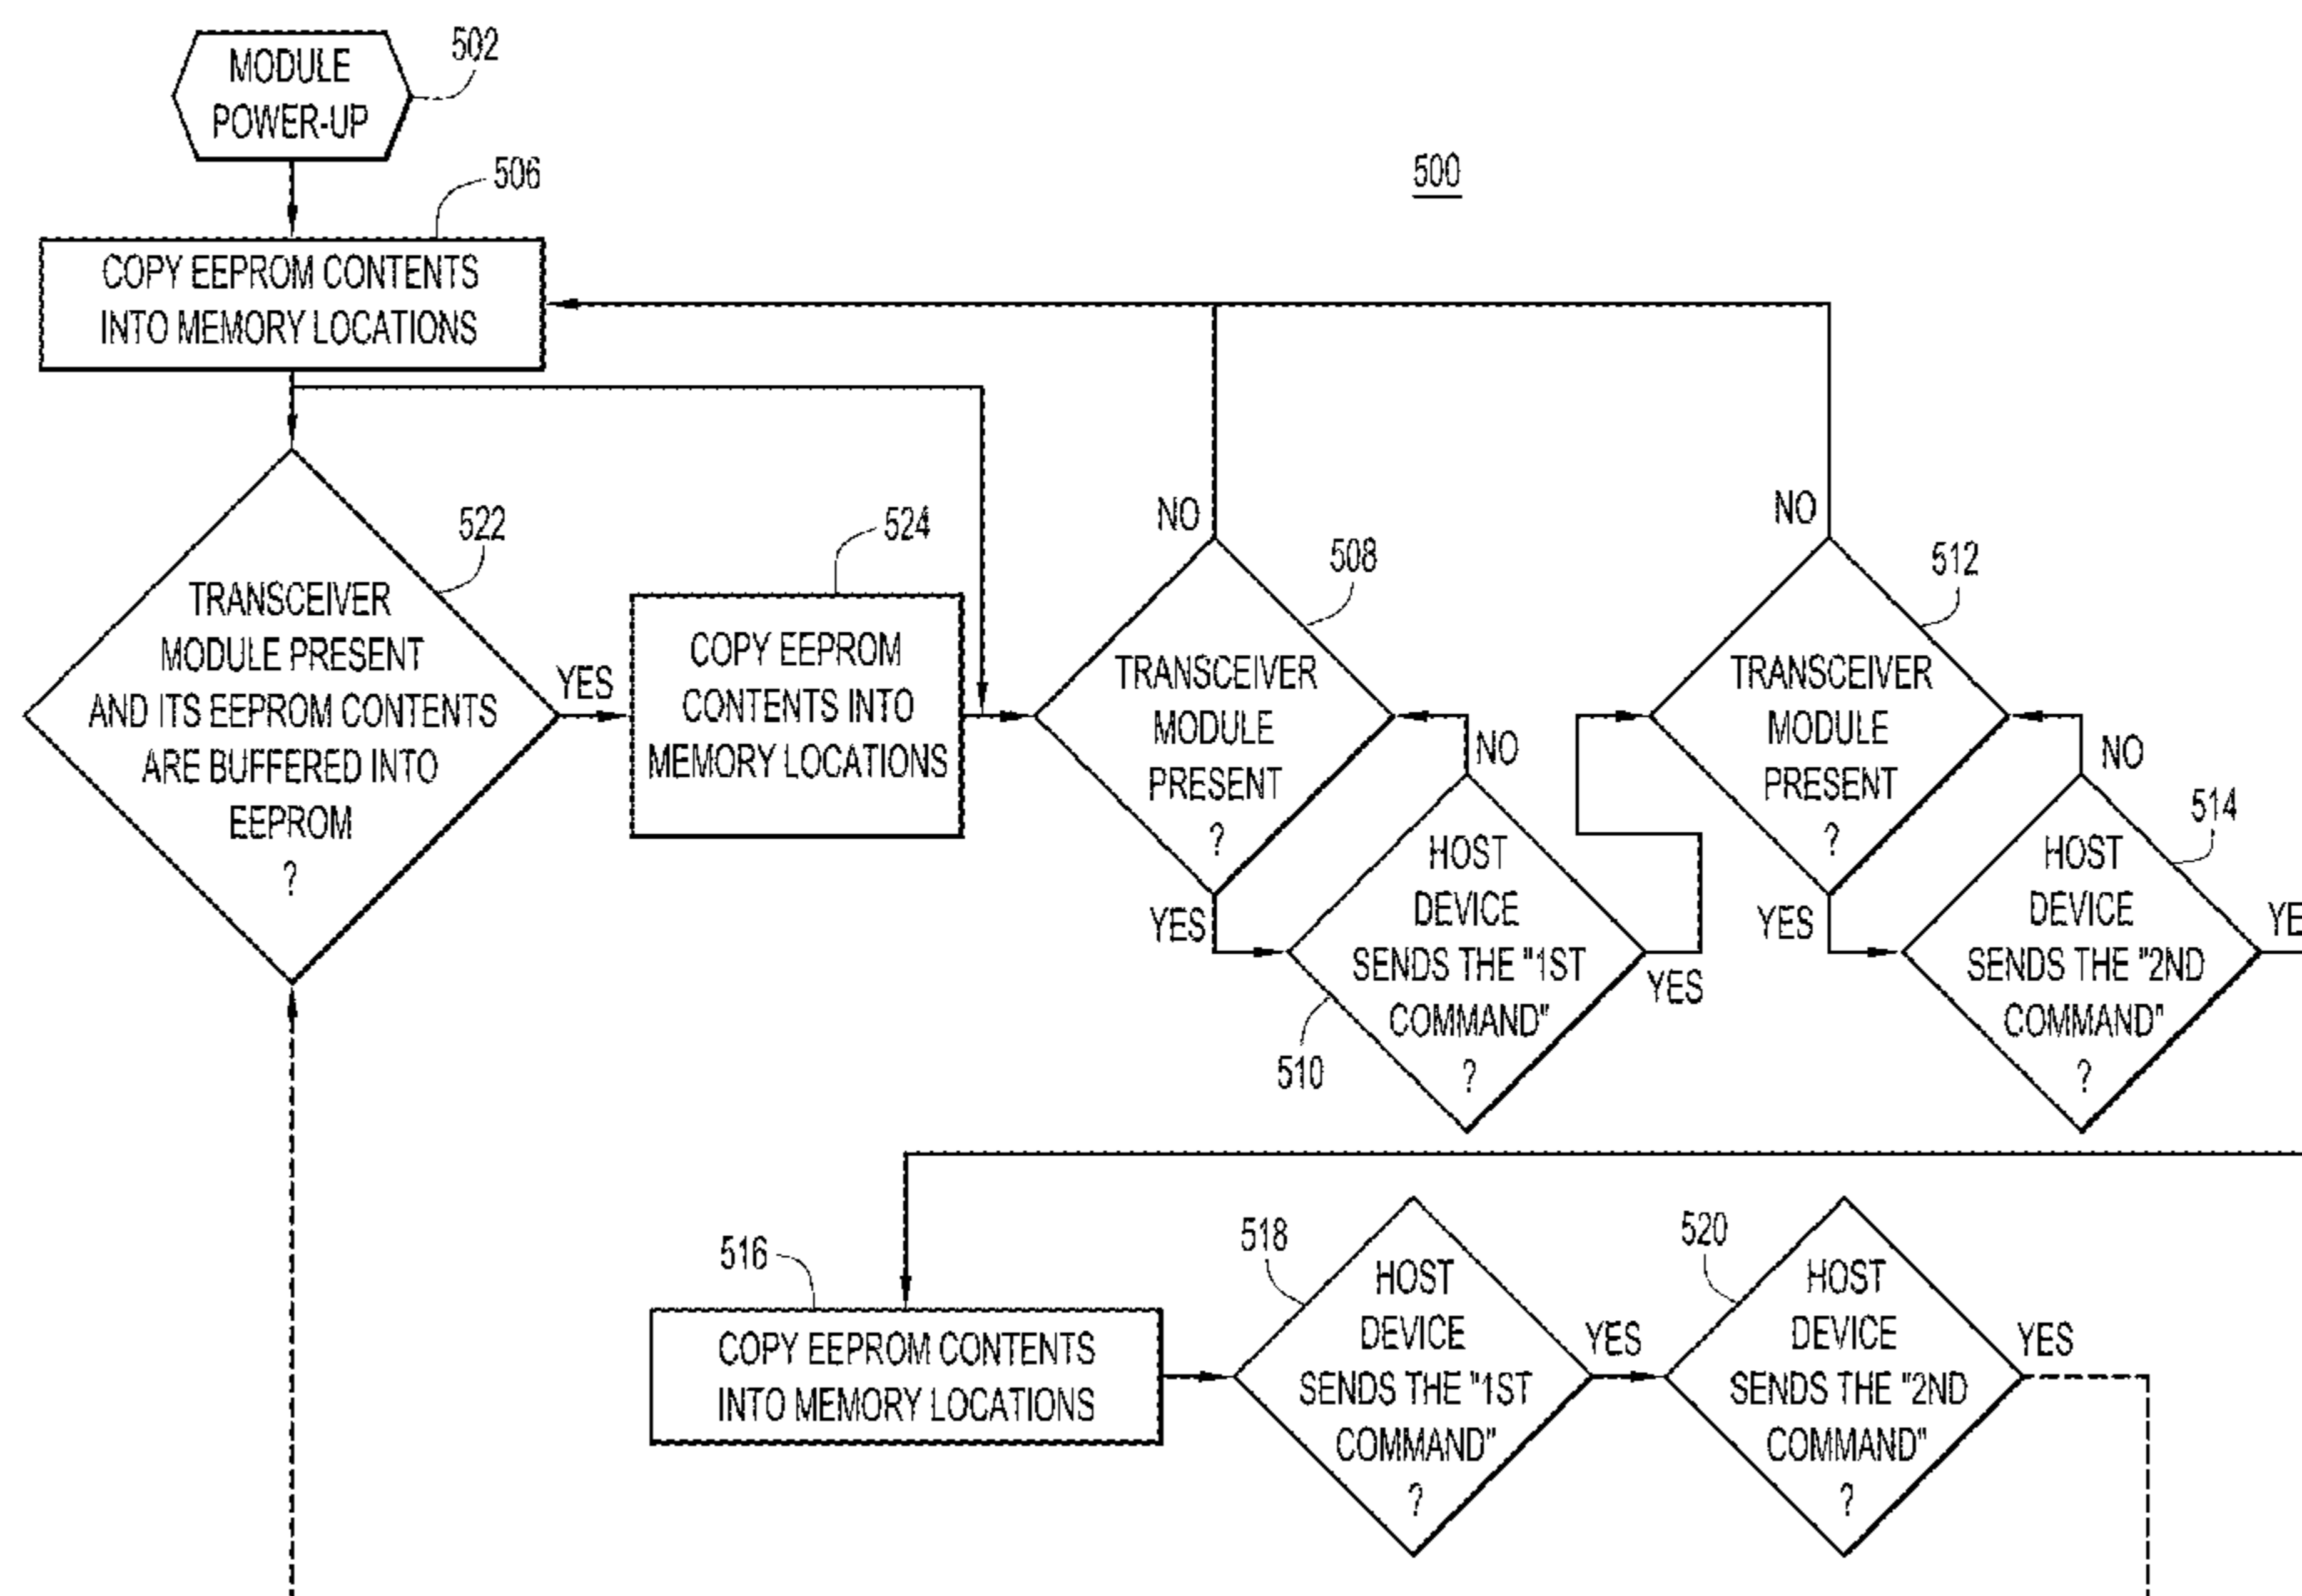 MODULE
POWER-UP
502
506
500
COPY EEPROM CONTENTS
INTO MEMORY LOCATIONS
522
TRANSCEIVER
MODULE PRESENT
AND ITS EEPROM CONTENTS
ARE BUFFERED INTO
EEPROM
?
YES
524
COPY EEPROM
CONTENTS INTO
MEMORY LOCATIONS
NO
508
TRANSCEIVER
MODULE
PRESENT
?
YES
NO
HOST
DEVICE
SENDS THE "1ST
COMMAND"
?
510
YES
NO
512
TRANSCEIVER
MODULE
PRESENT
?
YES
NO
514
HOST
DEVICE
SENDS THE "2ND
COMMAND"
?
YE
516
COPY EEPROM CONTENTS
INTO MEMORY LOCATIONS
518
HOST
DEVICE
SENDS THE "1ST
COMMAND"
?
YES
520
HOST
DEVICE
SENDS THE "2ND
COMMAND"
?
YES